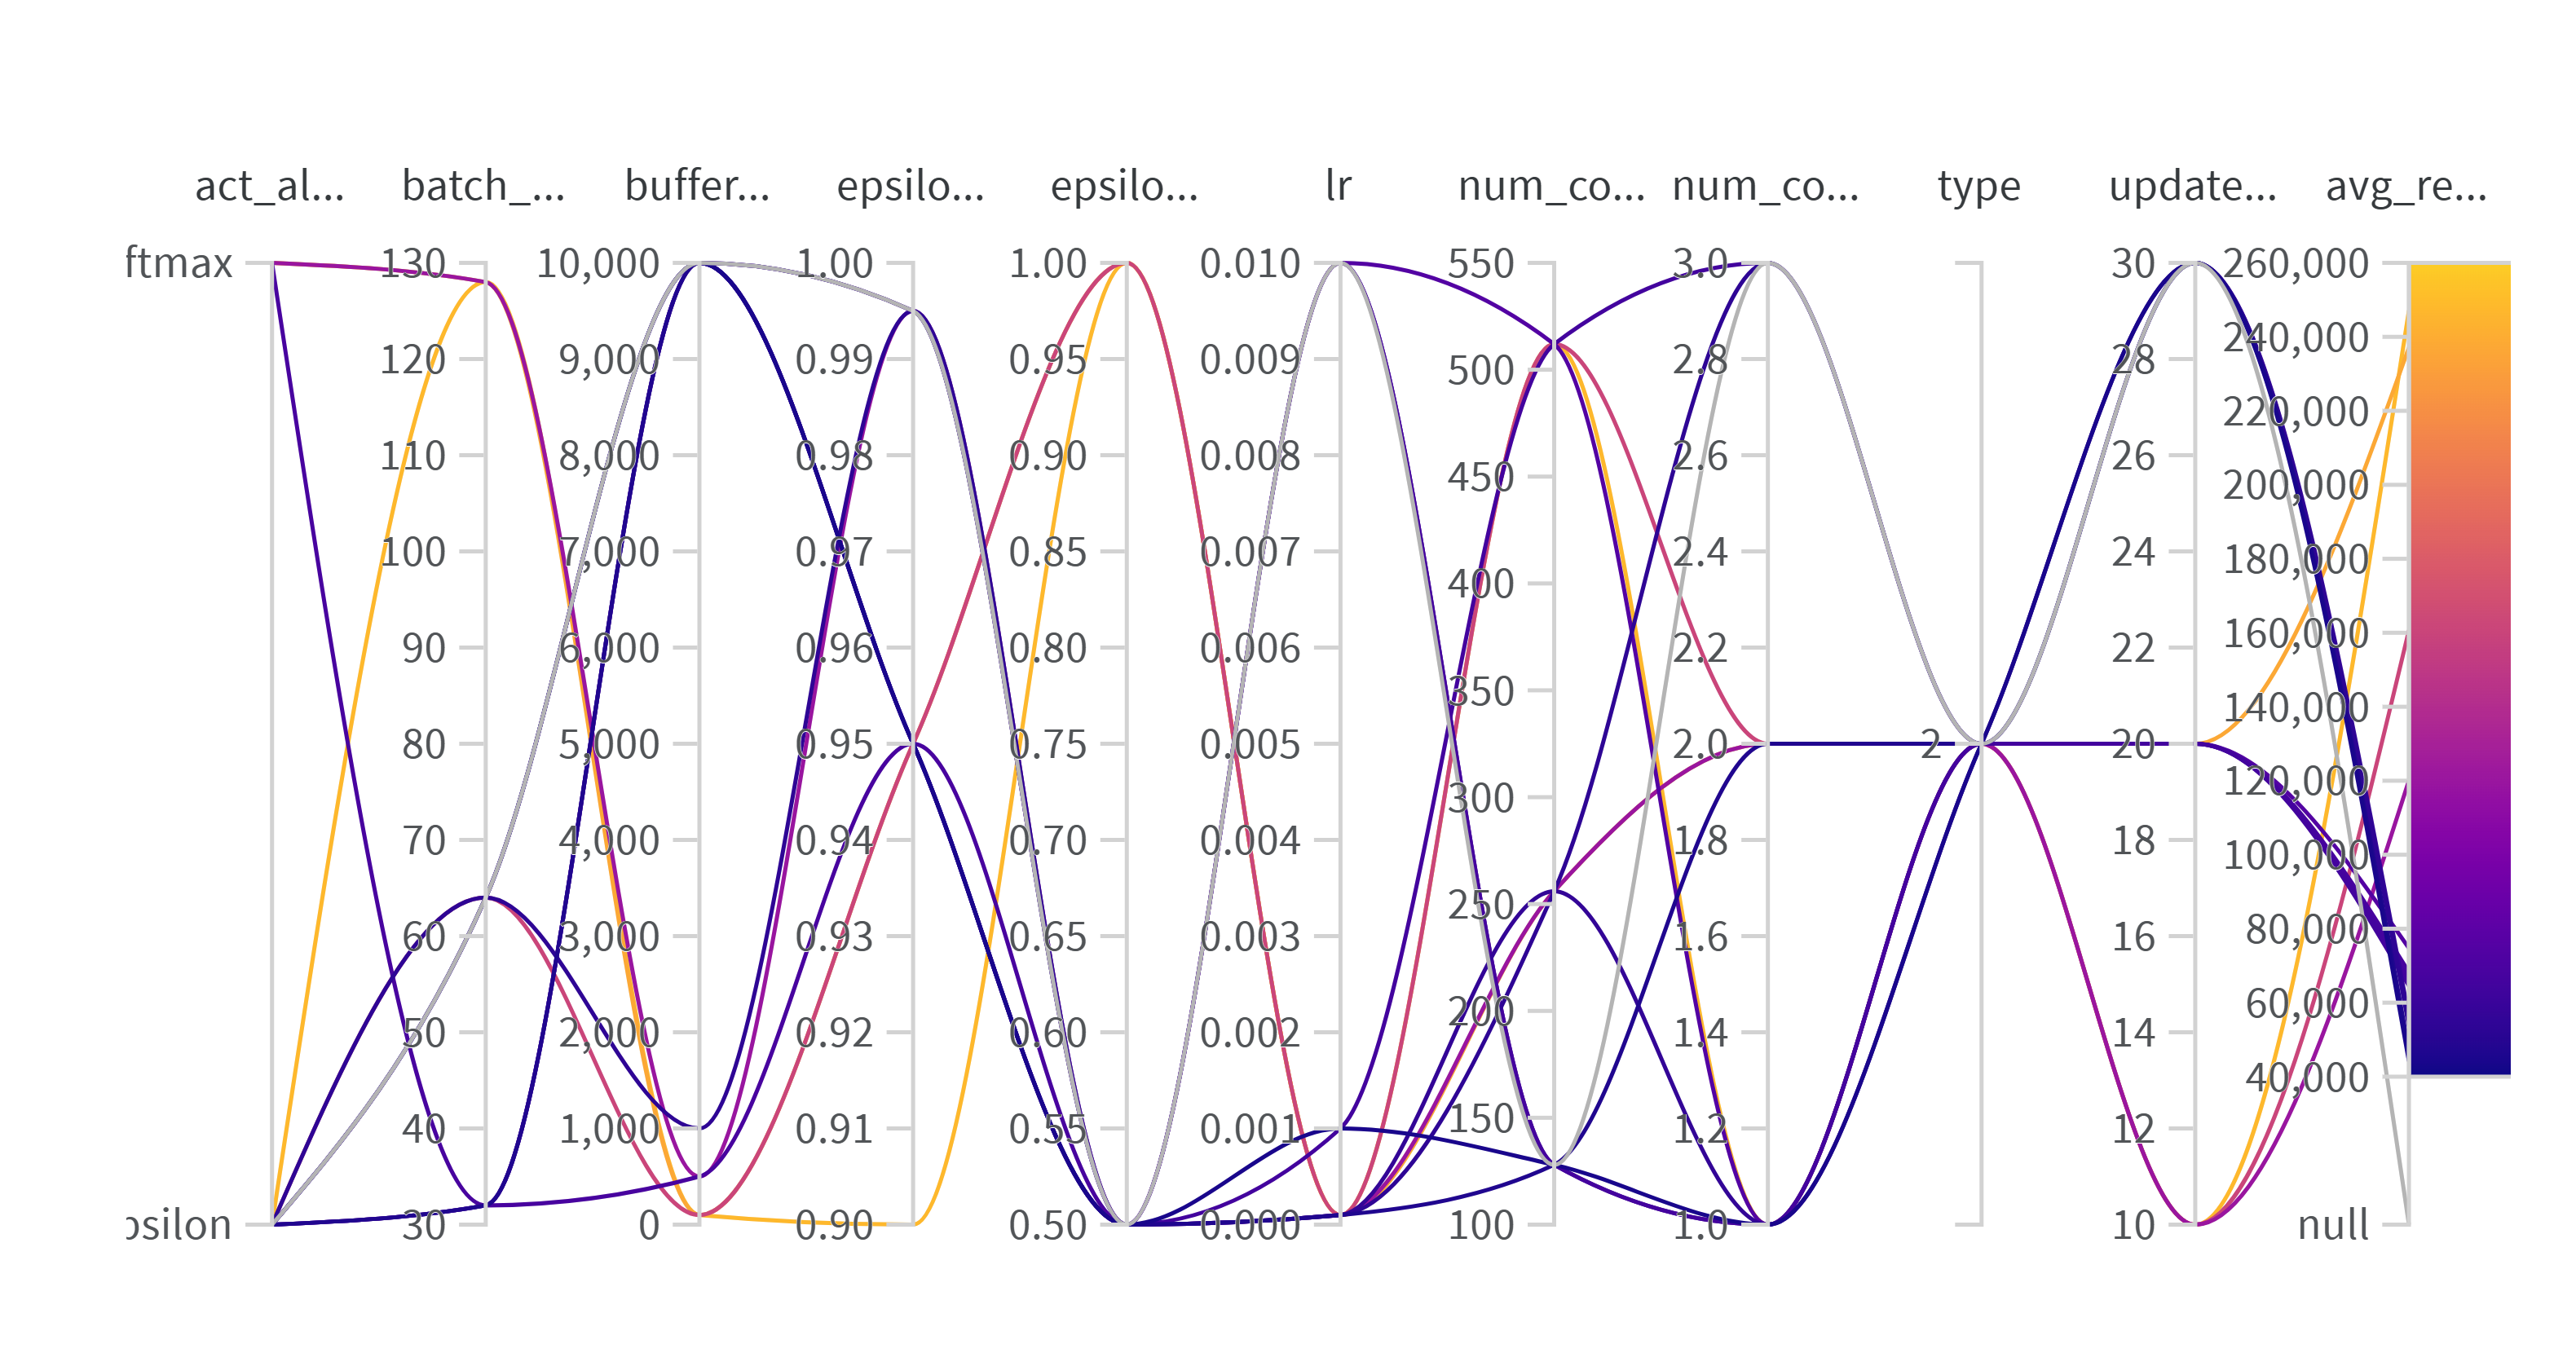 act_al... batch_... buffer... epsilo... epsilo... lr num_co... num_co... type update... avg_re...
ftmax 130 10,000 1.00 1.00 0.010 550 3.0 30 260,000
240,000
120 9,000 0.99 0.95 0.009 500 2.8 28
220,000
110 8,000 0.98 0.90 0.008 450 2.6 26 200,000
100 7,000 0.97 0.85 0.007 400 2.4 24 180,000
90 6,000 0.96 0.80 0.006 350 2.2 22 160,000
140,000
80 5,000 0.95 0.75 0.005 300 2.0 2 20 120,000
70 4,000 0.94 0.70 0.004 250 1.8 18 100,000
60 3,000 0.93 0.65 0.003 1.6 16 80,000
50 2,000 0.92 0.60 0.002 200 1.4 14 60,000
40 1,000 0.91 0.55 0.001 150 1.2 12 40,000
psilon 30 0 0.90 0.50 0.000 100 1.0 10 null